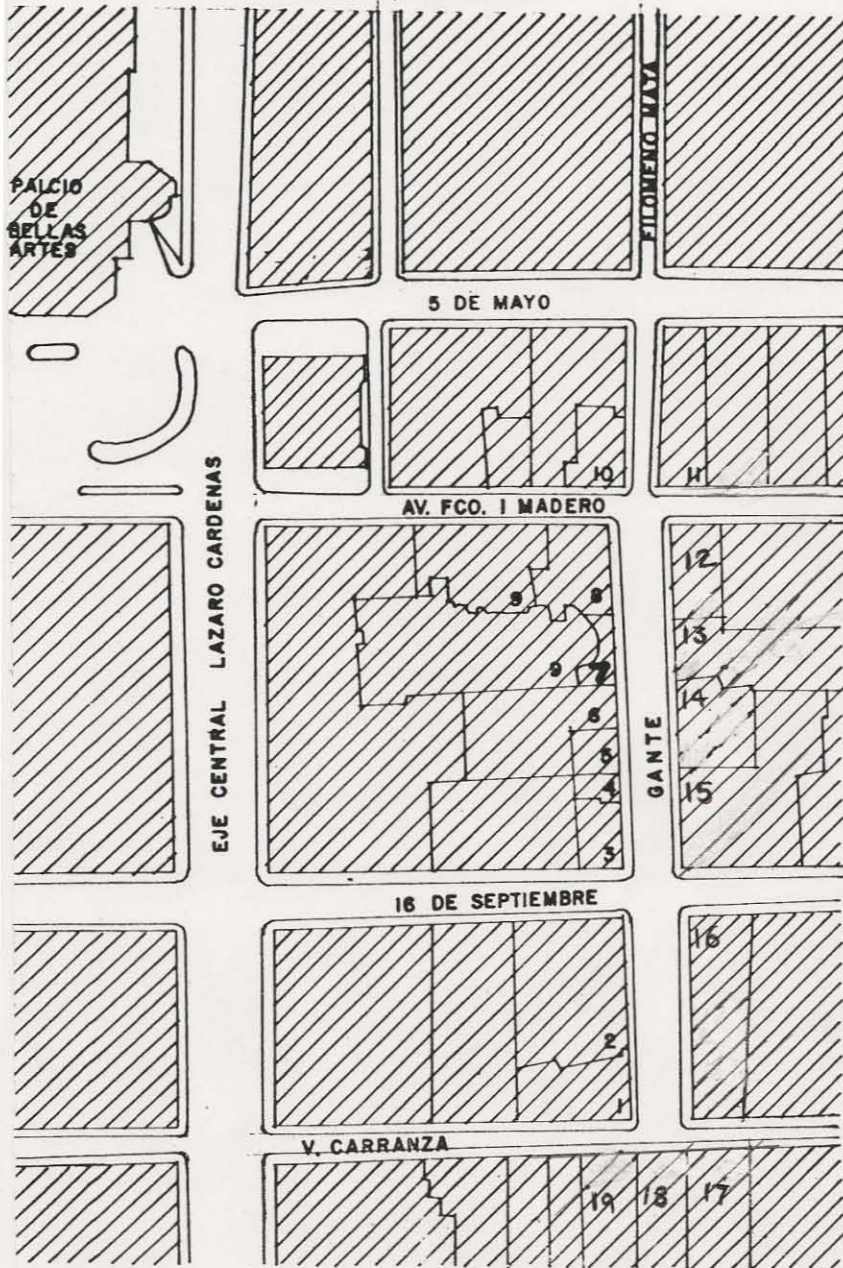 FILOMENO MAYA
PALCIO
DE
BELLAS
ARTES
5 DE MAYO
10
11
AV. FCO. I MADERO
EJE CENTRAL LAZARO CARDENAS
GANTE
12
9
8
13
9
7
14
6
5
4
15
3
16 DE SEPTIEMBRE
16
2
1
V. CARRANZA
19
18
17